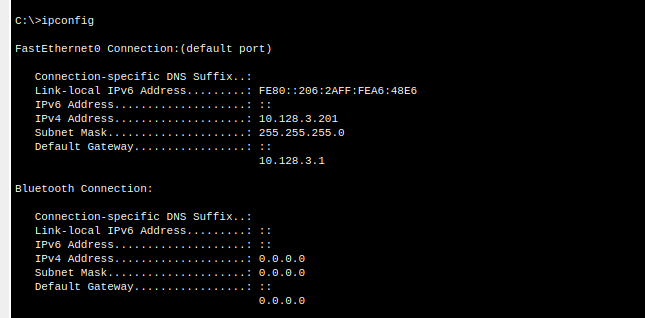 C:\>ipconfig
FastEthernet0 Connection:(default port)
Connection-specific DNS Suffix..:
Link-local IPv6 Address.........: FE80::206:2AFF:FEA6:48E6
IPv6 Address....................: ::
IPv4 Address....................: 10.128.3.201
Subnet Mask.....................: 255.255.255.0
Default Gateway.................: ::
10.128.3.1
Bluetooth Connection:
Connection-specific DNS Suffix..:
Link-local IPv6 Address.........: ::
IPv6 Address....................: ::
IPv4 Address....................: 0.0.0.0
Subnet Mask.....................: 0.0.0.0
Default Gateway.................: ::
0.0.0.0